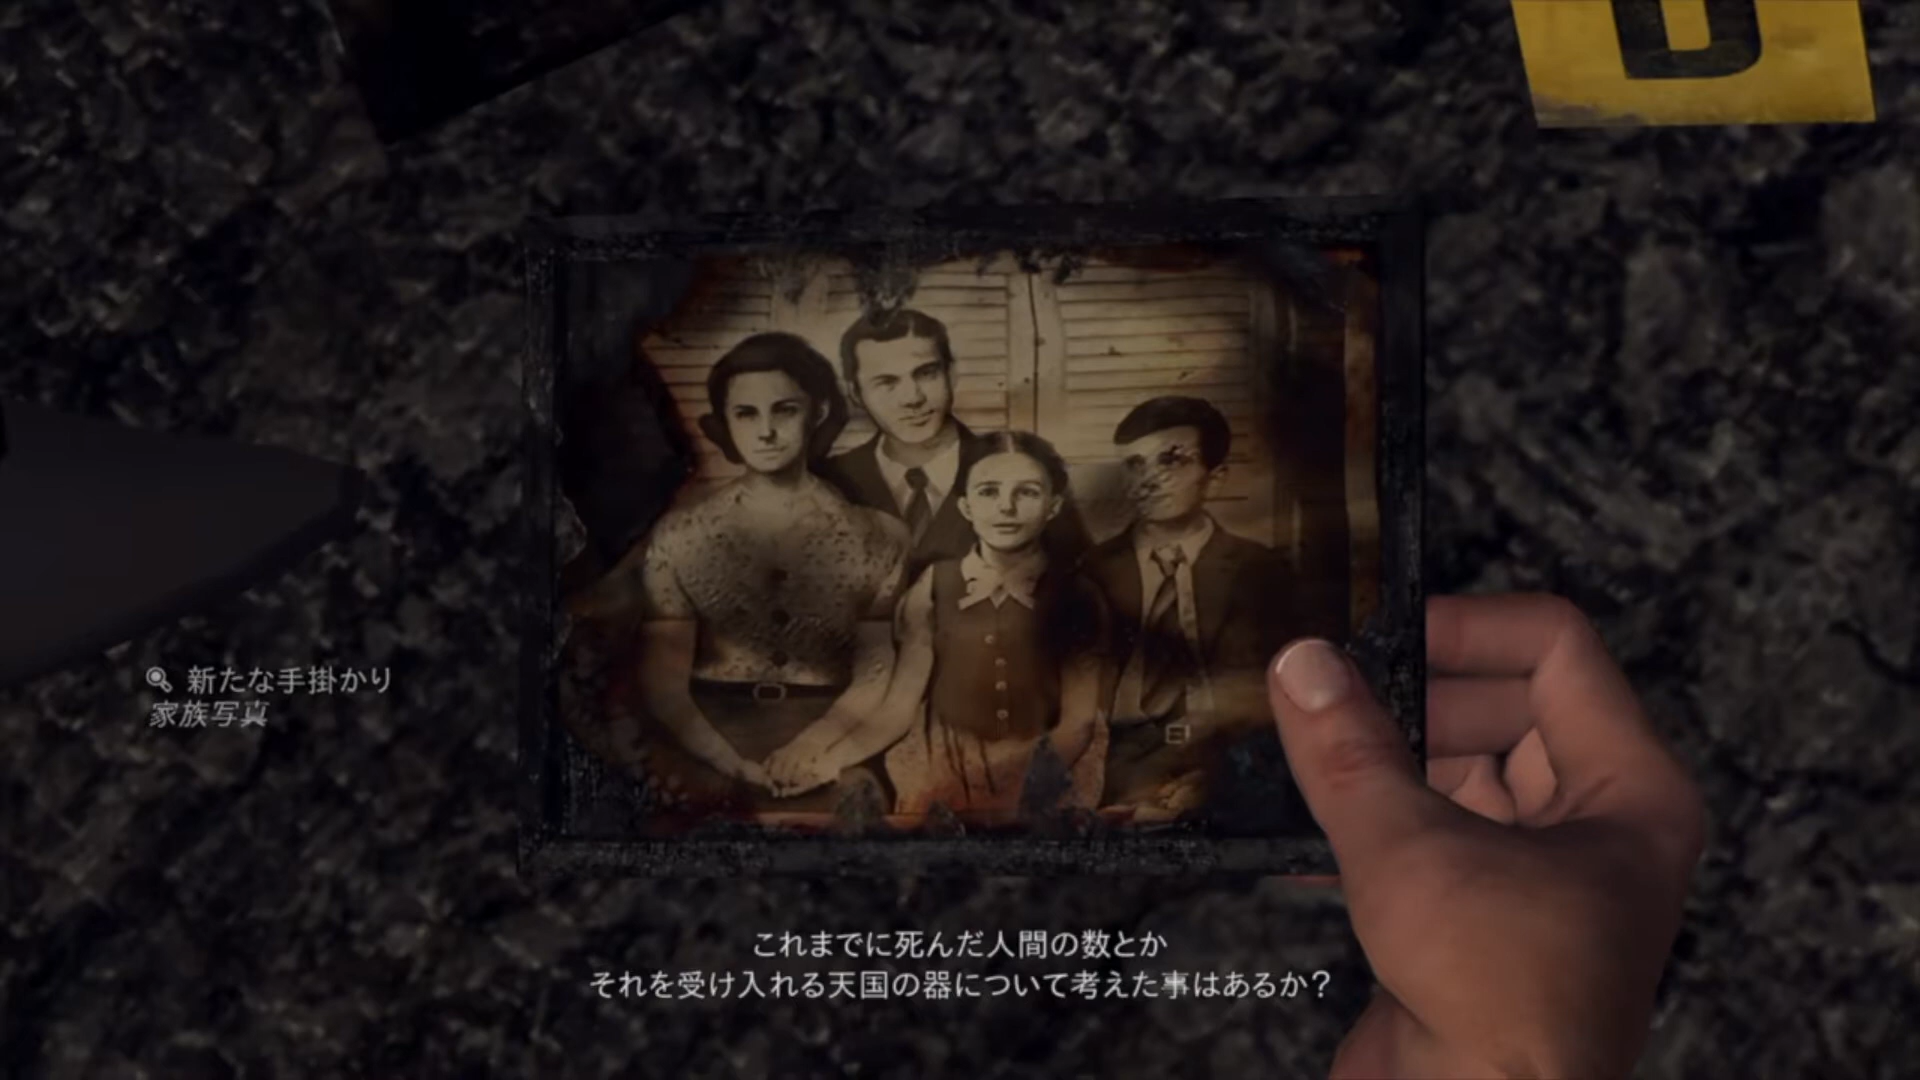 D
新たな手掛かり
家族写真
これまでに死んだ人間の数とか
それを受け入れる天国の器について考えた事はあるか?